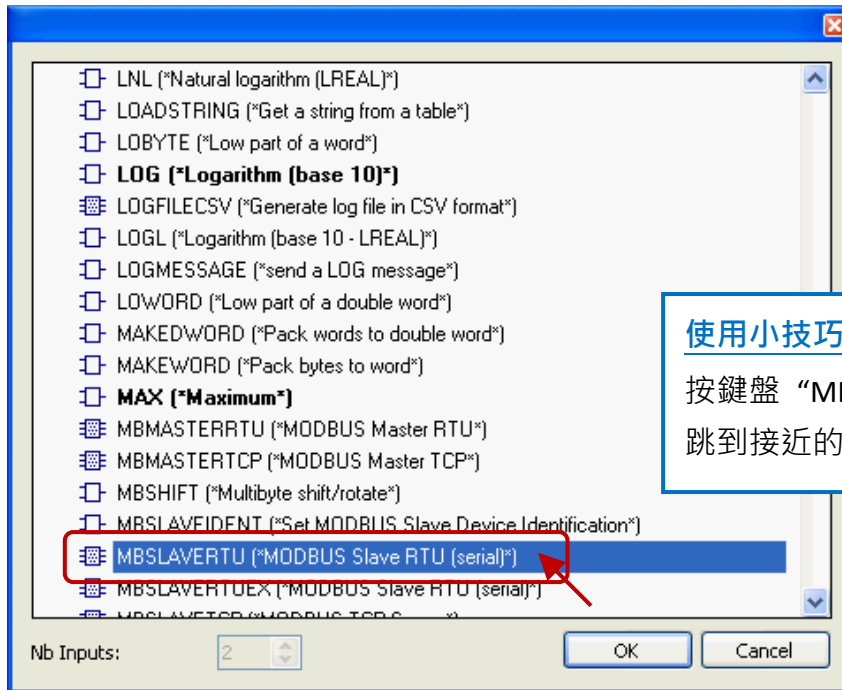 LNL (*Natural logarithm (LREAL)*)
LOADSTRING (*Get a string from a table*)
LOBYTE (*Low part of a word*)
LOG (*Logarithm (base 10)*)
LOGFILECSV (*Generate log file in CSV format*)
LOGL (*Logarithm (base 10 - LREAL)*)
LOGMESSAGE (*send a LOG message*)
LOWORD (*Low part of a double word*)
MAKEDWORD (*Pack words to double word*)
MAKEWORD (*Pack bytes to word*)
MAX (*Maximum*)
MBMASTERRTU (*MODBUS Master RTU*)
MBMASTERTCP (*MODBUS Master TCP*)
MBSHIFT (*Multibyte shift/rotate*)
MBSLAVEIDENT (*Set MODBUS Slave Device Identification*)
MBSLAVERTU (*MODBUS Slave RTU (serial)*)
MBSLAVERTUEX (*MODBUS Slave RTU (serial)*)
MBSLAVETCP (*MODBUS TCP
使用小技巧
按鍵盤 “M
跳到接近的
Nb Inputs:
2
OK
Cancel